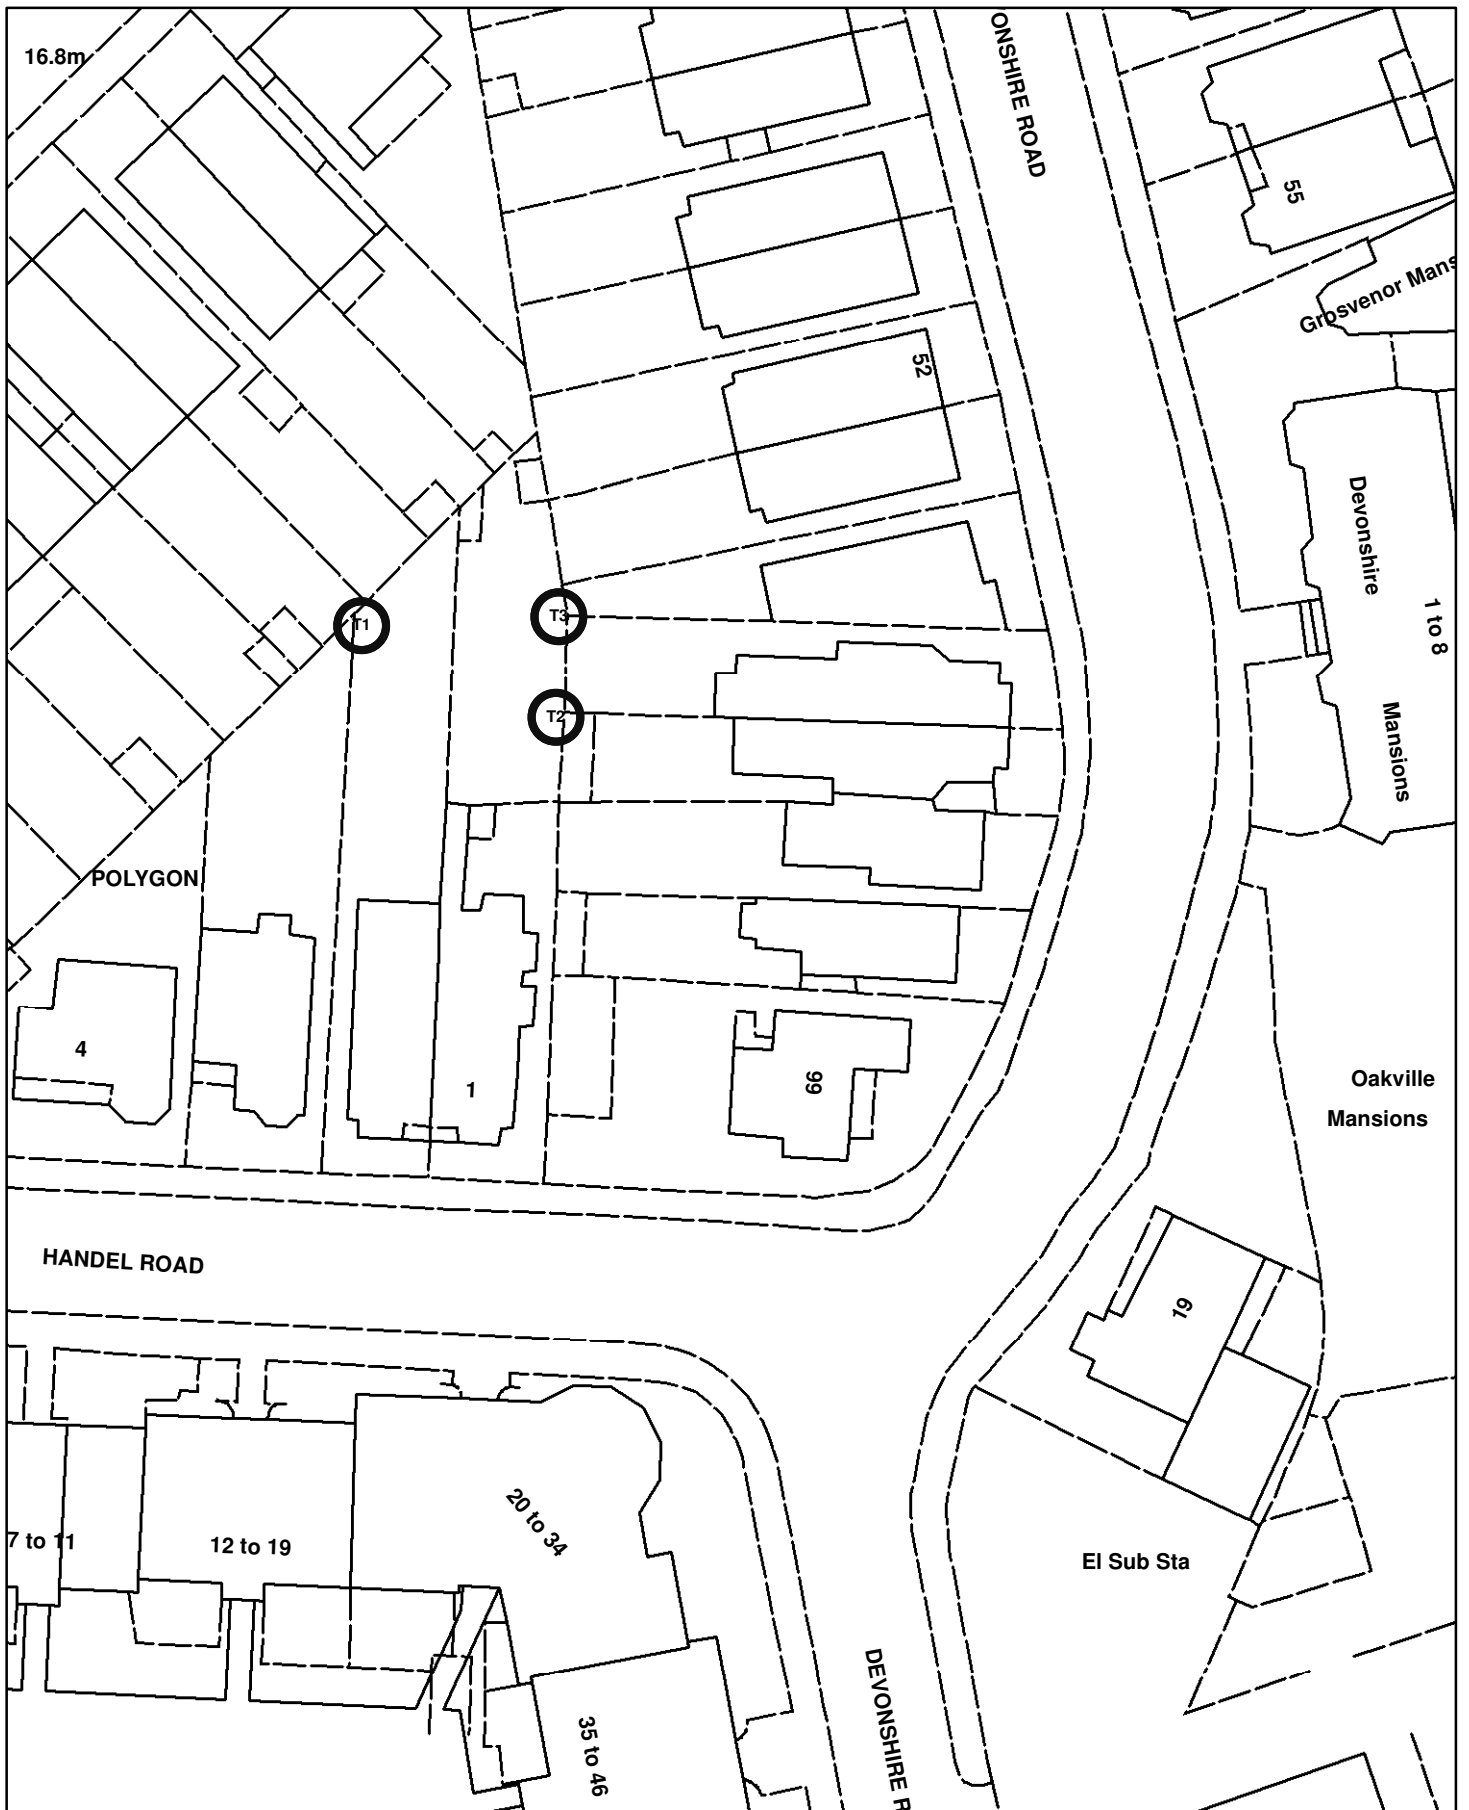 16.8m
ONSHIRE ROAD
55
Grosvenor Mans
52
Devonshire
1 to 8
T1
T3
T2
Mansions
POLYGON
4
1
66
Oakville
Mansions
HANDEL ROAD
19
20 to 34
7 to 11
12 to 19
El Sub Sta
DEVONSHIRE R
35 to 46